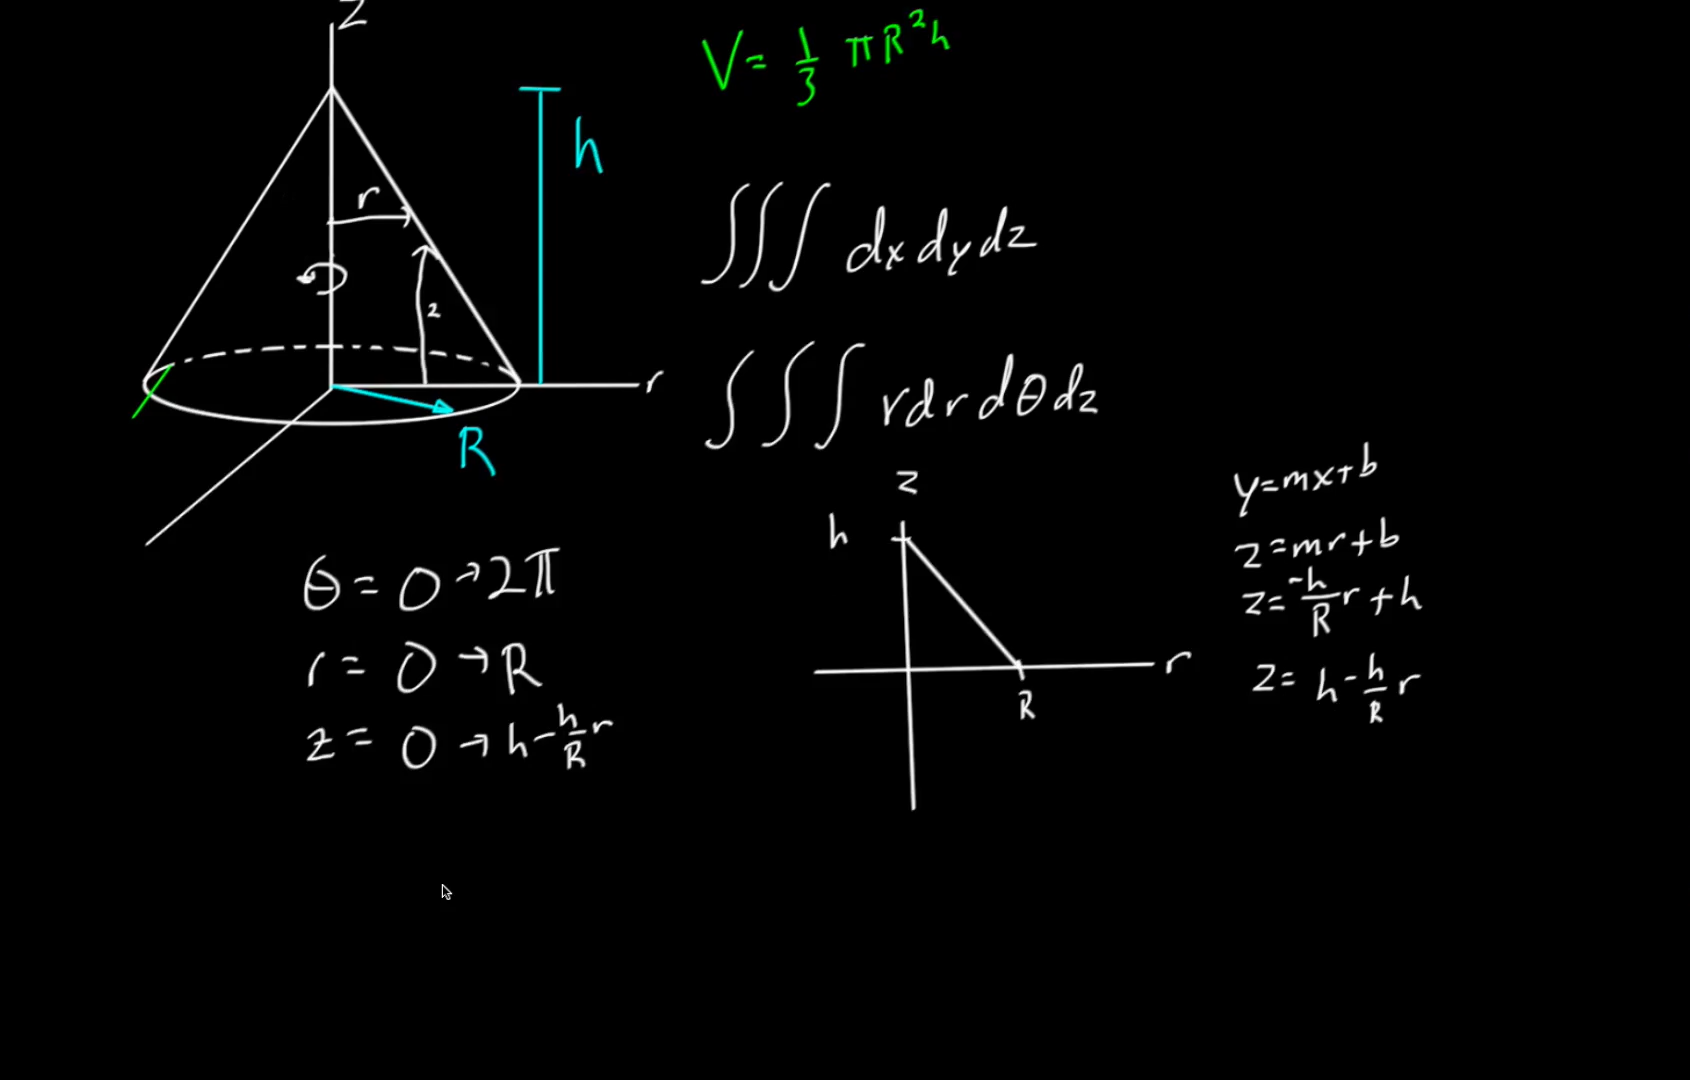 z
V = 1/3 πR²h
h
r
∫∫∫ dx dy dz
z
r
R
∫∫∫ r dr dθ dz
z
h
r
R
y = mx + b
z = mr + b
z = -h/R r + h
z = h - h/R r
θ = 0 → 2π
r = 0 → R
z = 0 → h - h/R r